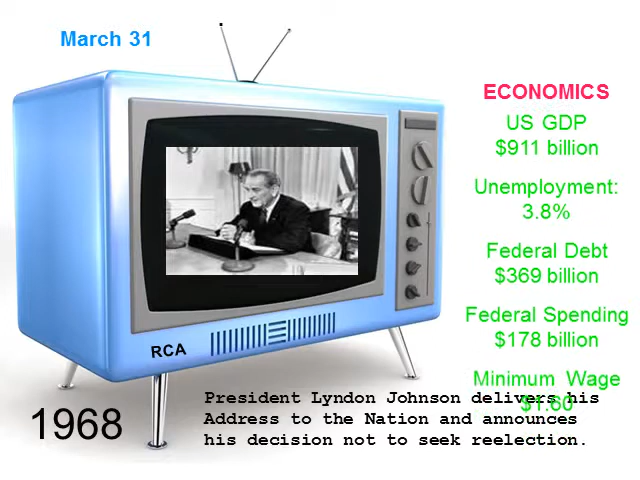 March 31
ECONOMICS
US GDP
$911 billion
Unemployment:
3.8%
Federal Debt
$369 billion
Federal Spending
$178 billion
Minimum Wage
$1.60
RCA
1968
President Lyndon Johnson delivers his
Address to the Nation and announces
his decision not to seek reelection.